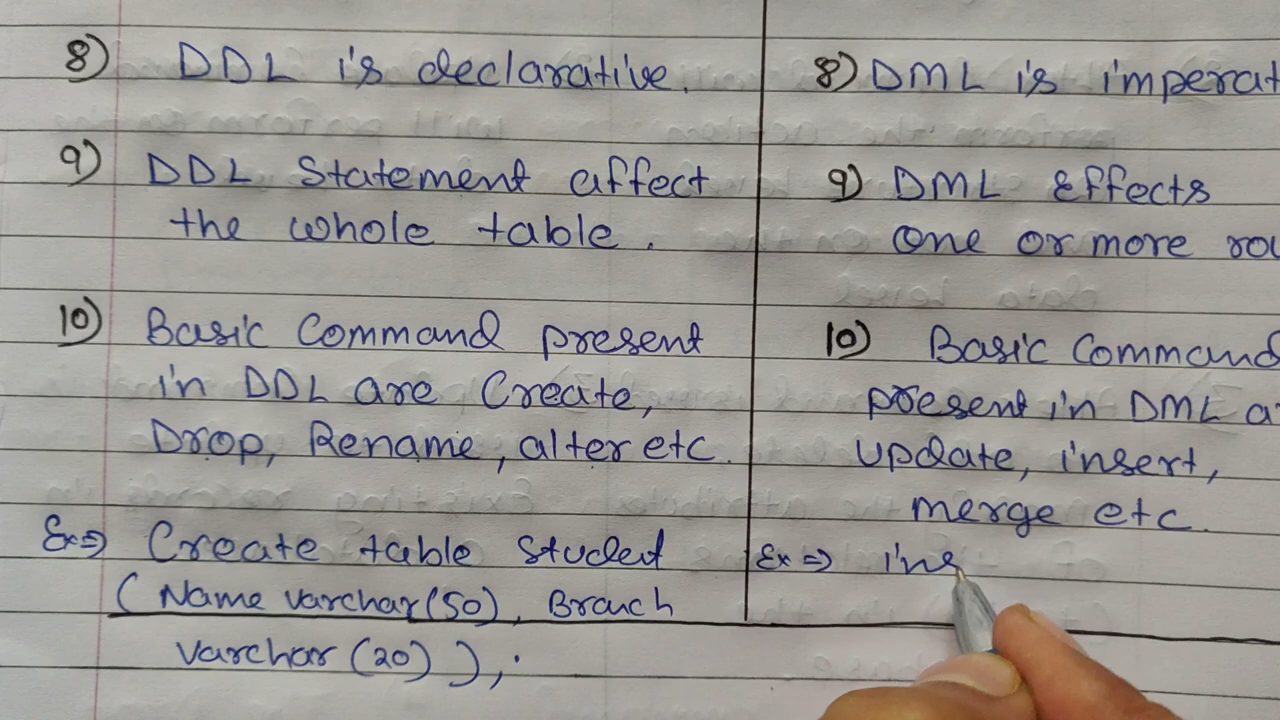 8) DDL is declarative.
9) DDL Statement affect
the whole table.
10) Basic Command present
in DDL are Create,
Drop, Rename, alter etc.
Ex⇒ Create table Student
(Name varchar(50), Branch
varchar(20));
8) DML is imperat
9) DML Effects
one or more row
10) Basic Command
present in DML a
update, insert,
merge etc.
Ex⇒ ins